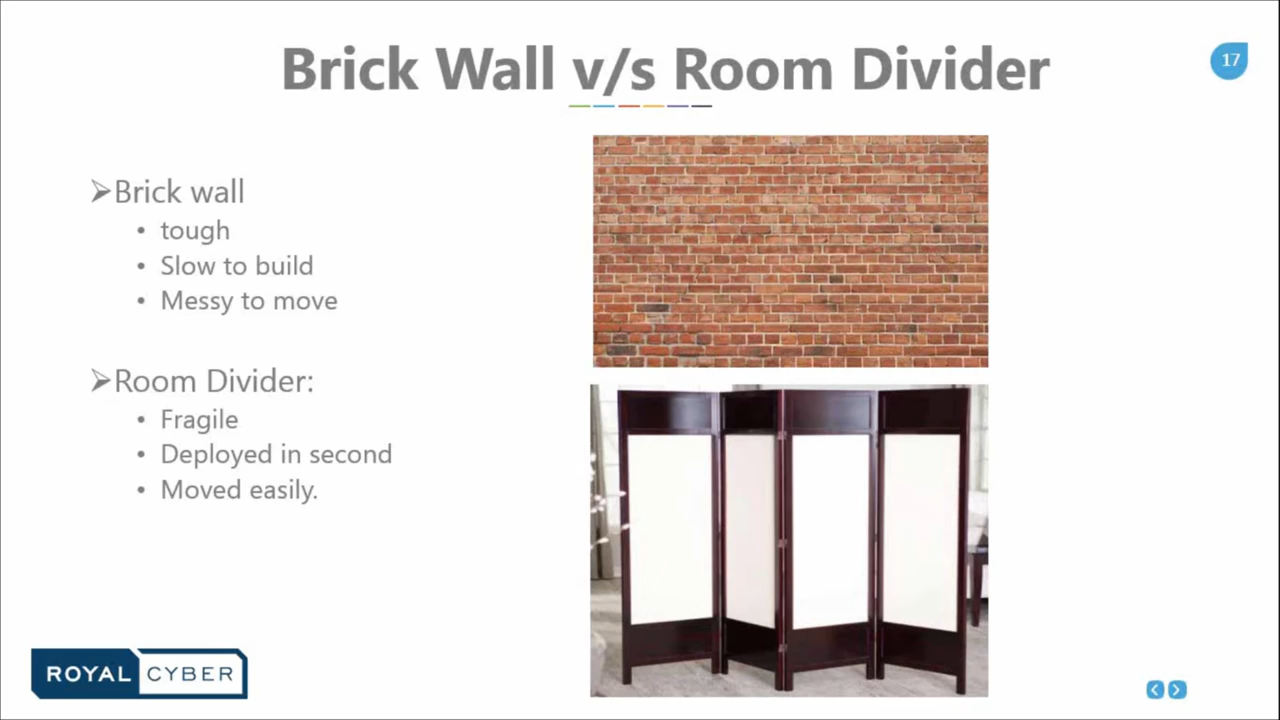 Brick Wall v/s Room Divider
17
➢Brick wall
• tough
• Slow to build
• Messy to move
➢Room Divider:
• Fragile
• Deployed in second
• Moved easily.
ROYAL CYBER